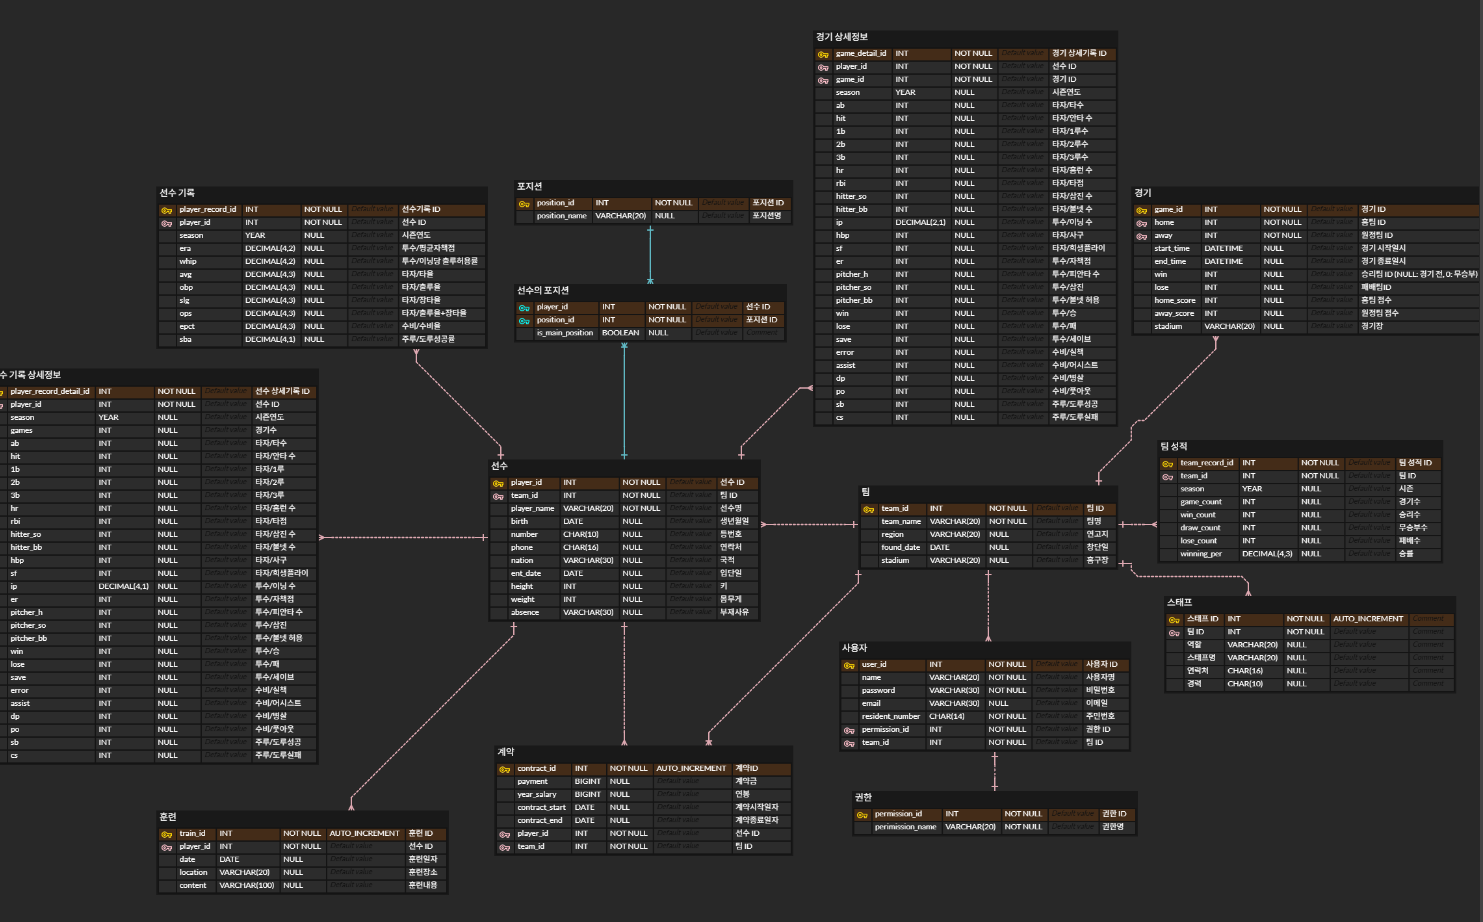 경기 상세정보
game_detail_id INT NOT NULL Default value 경기 상세기록 ID
player_id INT NOT NULL Default value 선수 ID
game_id INT NOT NULL Default value 경기 ID
season YEAR NULL Default value 시즌연도
ab INT NULL Default value 타자/타수
hit INT NULL Default value 타자/안타 수
1b INT NULL Default value 타자/1루수
2b INT NULL Default value 타자/2루수
3b INT NULL Default value 타자/3루수
hr INT NULL Default value 타자/홈런 수
rbi INT NULL Default value 타자/타점
hitter_so INT NULL Default value 타자/삼진 수
hitter_bb INT NULL Default value 타자/볼넷 수
ip DECIMAL(2,1) NULL Default value 투수/이닝 수
hbp INT NULL Default value 타자/사구
sf INT NULL Default value 타자/희생플라이
er INT NULL Default value 투수/자책점
pitcher_h INT NULL Default value 투수/피안타 수
pitcher_so INT NULL Default value 투수/삼진
pitcher_bb INT NULL Default value 투수/볼넷 허용
win INT NULL Default value 투수/승
lose INT NULL Default value 투수/패
save INT NULL Default value 투수/세이브
error INT NULL Default value 수비/실책
assist INT NULL Default value 수비/어시스트
dp INT NULL Default value 수비/병살
po INT NULL Default value 수비/풋아웃
sb INT NULL Default value 주루/도루성공
cs INT NULL Default value 주루/도루실패
선수 기록
player_record_id INT NOT NULL Default value 선수기록 ID
player_id INT NOT NULL Default value 선수 ID
season YEAR NULL Default value 시즌연도
era DECIMAL(4,2) NULL Default value 투수/평균자책점
whip DECIMAL(4,2) NULL Default value 투수/이닝당 출루허용률
avg DECIMAL(4,3) NULL Default value 타자/타율
obp DECIMAL(4,3) NULL Default value 타자/출루율
slg DECIMAL(4,3) NULL Default value 타자/장타율
ops DECIMAL(4,3) NULL Default value 타자/출루율+장타율
epct DECIMAL(4,3) NULL Default value 수비/수비율
sba DECIMAL(4,1) NULL Default value 주루/도루성공율
포지션
position_id INT NOT NULL Default value 포지션 ID
position_name VARCHAR(20) NULL Default value 포지션명
선수의 포지션
player_id INT NOT NULL Default value 선수 ID
position_id INT NOT NULL Default value 포지션 ID
is_main_position BOOLEAN NULL Default value Comment
경기
game_id INT NOT NULL Default value 경기 ID
home INT NOT NULL Default value 홈팀 ID
away INT NOT NULL Default value 원정팀 ID
start_time DATETIME NULL Default value 경기 시작일시
end_time DATETIME NULL Default value 경기 종료일시
win INT NULL Default value 승리팀 ID (NULL: 경기 전, 0: 무승부)
lose INT NULL Default value 패배팀ID
home_score INT NULL Default value 홈팀 점수
away_score INT NULL Default value 원정팀 점수
stadium VARCHAR(20) NULL Default value 경기장
수 기록 상세정보
player_record_detail_id INT NOT NULL Default value 선수 상세기록 ID
player_id INT NOT NULL Default value 선수 ID
season YEAR NULL Default value 시즌연도
games INT NULL Default value 경기수
ab INT NULL Default value 타자/타수
hit INT NULL Default value 타자/안타 수
1b INT NULL Default value 타자/1루
2b INT NULL Default value 타자/2루
3b INT NULL Default value 타자/3루
hr INT NULL Default value 타자/홈런 수
rbi INT NULL Default value 타자/타점
hitter_so INT NULL Default value 타자/삼진 수
hitter_bb INT NULL Default value 타자/볼넷 수
hbp INT NULL Default value 타자/사구
sf INT NULL Default value 타자/희생플라이
ip DECIMAL(4,1) NULL Default value 투수/이닝 수
er INT NULL Default value 투수/자책점
pitcher_h INT NULL Default value 투수/피안타 수
pitcher_so INT NULL Default value 투수/삼진
pitcher_bb INT NULL Default value 투수/볼넷 허용
win INT NULL Default value 투수/승
lose INT NULL Default value 투수/패
save INT NULL Default value 투수/세이브
error INT NULL Default value 수비/실책
assist INT NULL Default value 수비/어시스트
dp INT NULL Default value 수비/병살
po INT NULL Default value 수비/풋아웃
sb INT NULL Default value 주루/도루성공
cs INT NULL Default value 주루/도루실패
선수
player_id INT NOT NULL Default value 선수 ID
team_id INT NOT NULL Default value 팀 ID
player_name VARCHAR(20) NOT NULL Default value 선수명
birth DATE NULL Default value 생년월일
number CHAR(10) NULL Default value 등번호
phone CHAR(16) NULL Default value 연락처
nation VARCHAR(30) NULL Default value 국적
ent_date DATE NULL Default value 입단일
height INT NULL Default value 키
weight INT NULL Default value 몸무게
absence VARCHAR(30) NULL Default value 부재사유
팀
team_id INT NOT NULL Default value 팀 ID
team_name VARCHAR(20) NOT NULL Default value 팀명
region VARCHAR(20) NULL Default value 연고지
found_date DATE NULL Default value 창단일
stadium VARCHAR(20) NULL Default value 홈구장
팀 성적
team_record_id INT NOT NULL Default value 팀 성적 ID
team_id INT NOT NULL Default value 팀 ID
season YEAR NULL Default value 시즌
game_count INT NULL Default value 경기수
win_count INT NULL Default value 승리수
draw_count INT NULL Default value 무승부수
lose_count INT NULL Default value 패배수
winning_per DECIMAL(4,3) NULL Default value 승률
스태프
스태프 ID INT NOT NULL AUTO_INCREMENT Comment
팀 ID INT NOT NULL Default value Comment
역할 VARCHAR(20) NULL Default value Comment
스태프명 VARCHAR(20) NULL Default value Comment
연락처 CHAR(16) NULL Default value Comment
경력 CHAR(10) NULL Default value Comment
사용자
user_id INT NOT NULL Default value 사용자 ID
name VARCHAR(20) NOT NULL Default value 사용자명
password VARCHAR(30) NOT NULL Default value 비밀번호
email VARCHAR(30) NULL Default value 이메일
resident_number CHAR(14) NOT NULL Default value 주민번호
permission_id INT NOT NULL Default value 권한 ID
team_id INT NOT NULL Default value 팀 ID
계약
contract_id INT NOT NULL AUTO_INCREMENT 계약ID
payment BIGINT NULL Default value 계약금
year_salary BIGINT NULL Default value 연봉
contract_start DATE NULL Default value 계약시작일자
contract_end DATE NULL Default value 계약종료일자
player_id INT NOT NULL Default value 선수 ID
team_id INT NOT NULL Default value 팀 ID
권한
permission_id INT NOT NULL Default value 권한 ID
permission_name VARCHAR(20) NOT NULL Default value 권한명
훈련
train_id INT NOT NULL AUTO_INCREMENT 훈련 ID
player_id INT NOT NULL Default value 선수 ID
date DATE NULL Default value 훈련일자
location VARCHAR(20) NULL Default value 훈련장소
content VARCHAR(100) NULL Default value 훈련내용